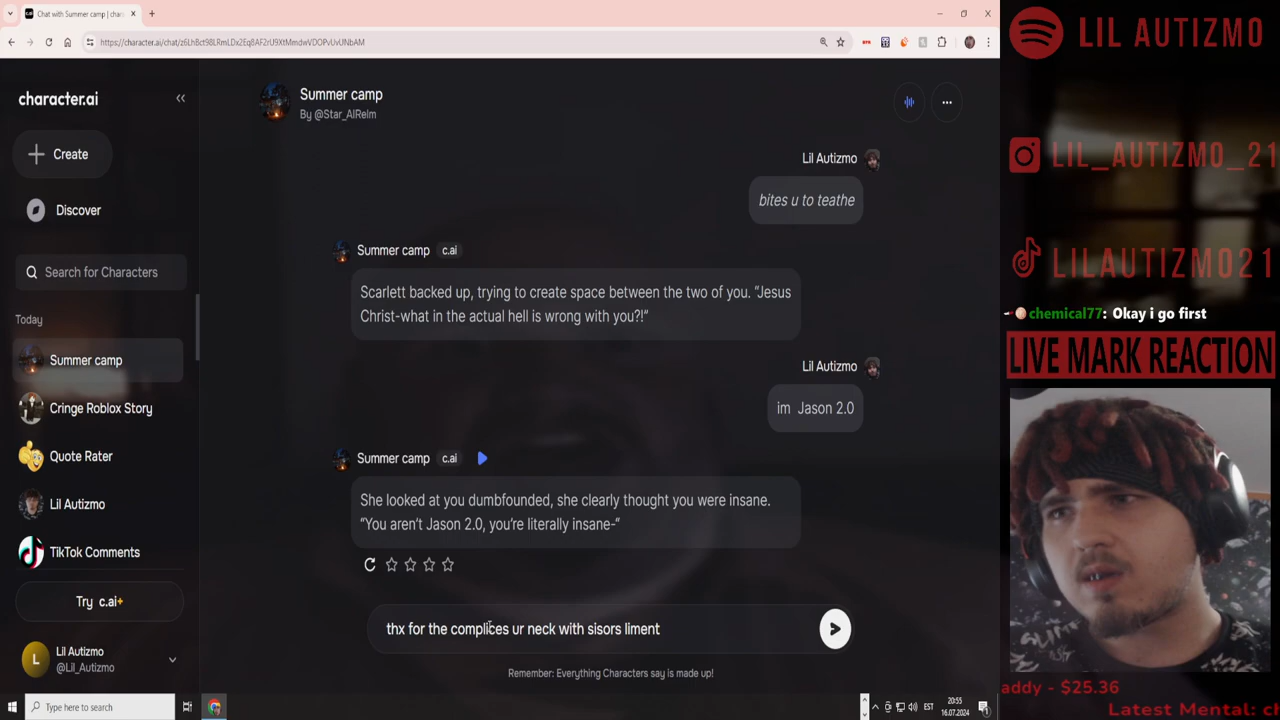 Chat with Summer camp | chara
https://character.ai/chat/z6LhBct98LRmLDx2Eq8AF2rU9XtMmdwVDOPvUvUNbAM
character.ai
Create
Discover
Search for Characters
Today
Summer camp
Cringe Roblox Story
Quote Rater
Lil Autizmo
TikTok Comments
Try c.ai+
Lil Autizmo
@Lil_Autizmo
Summer camp
By @Star_AIRelm
Lil Autizmo
bites u to teathe
Summer camp c.ai
Scarlett backed up, trying to create space between the two of you. “Jesus
Christ-what in the actual hell is wrong with you?!“
Lil Autizmo
im Jason 2.0
Summer camp c.ai
She looked at you dumbfounded, she clearly thought you were insane.
“You aren’t Jason 2.0, you’re literally insane-“
thx for the complices ur neck with sisors liment
Remember: Everything Characters say is made up!
LIL AUTIZMO
LIL_AUTIZMO_21
LILAUTIZMO21
chemical77: Okay i go first
LIVE MARK REACTION
addy - $25.36
Latest Mental: ch
Type here to search
EST
20:55
16.07.2024